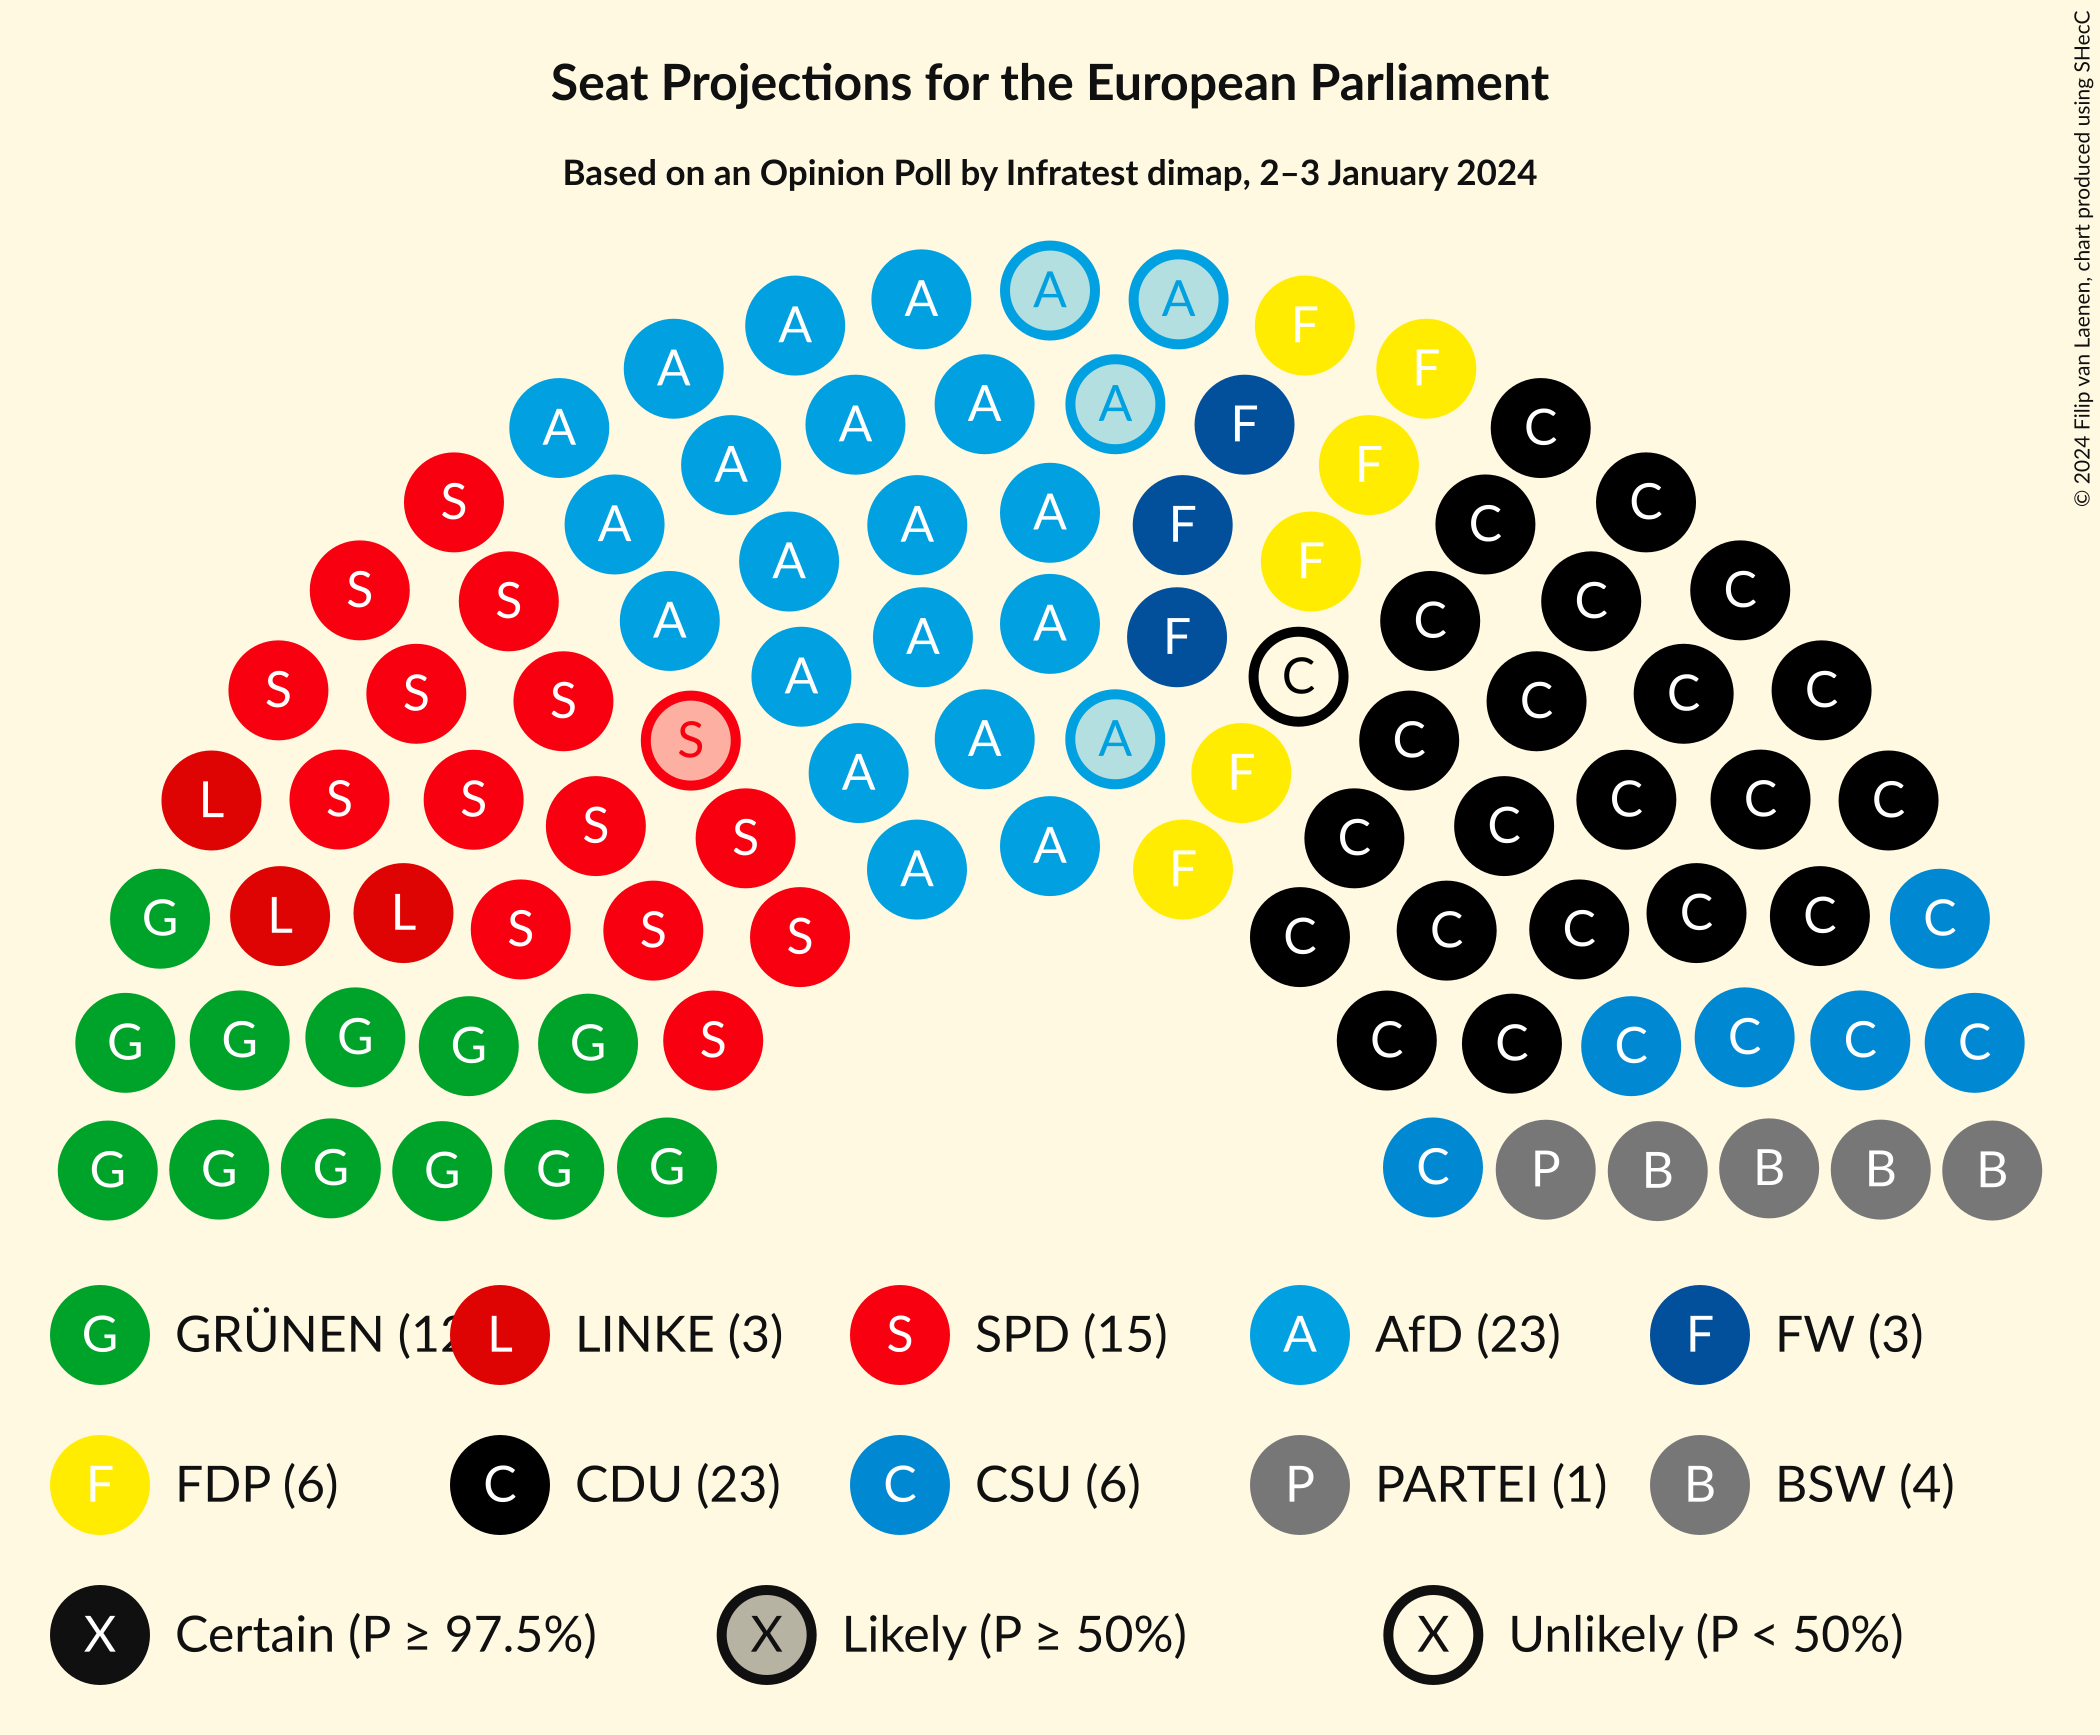 Seat Projections for the European Parliament
Based on an Opinion Poll by Infratest dimap, 2–3 January 2024
© 2024 Filip van Laenen, chart produced using SHecC
A A A
A F
A F
A A
A A F C
A F
S A C
A A F C
A F
S S C C
A A C
A F
A C
S S S C C C
S A A C
A F
L S S C C C
S S C C
A
A F
G L L S S S C C C C C C
G G G G G S C C C C C C
G G G G G G C P B B B B
G GRÜNEN (12 L LINKE (3) S SPD (15) A AfD (23) F FW (3)
F FDP (6) C CDU (23) C CSU (6) P PARTEI (1) B BSW (4)
X Certain (P ≥ 97.5%) X Likely (P ≥ 50%) X Unlikely (P < 50%)